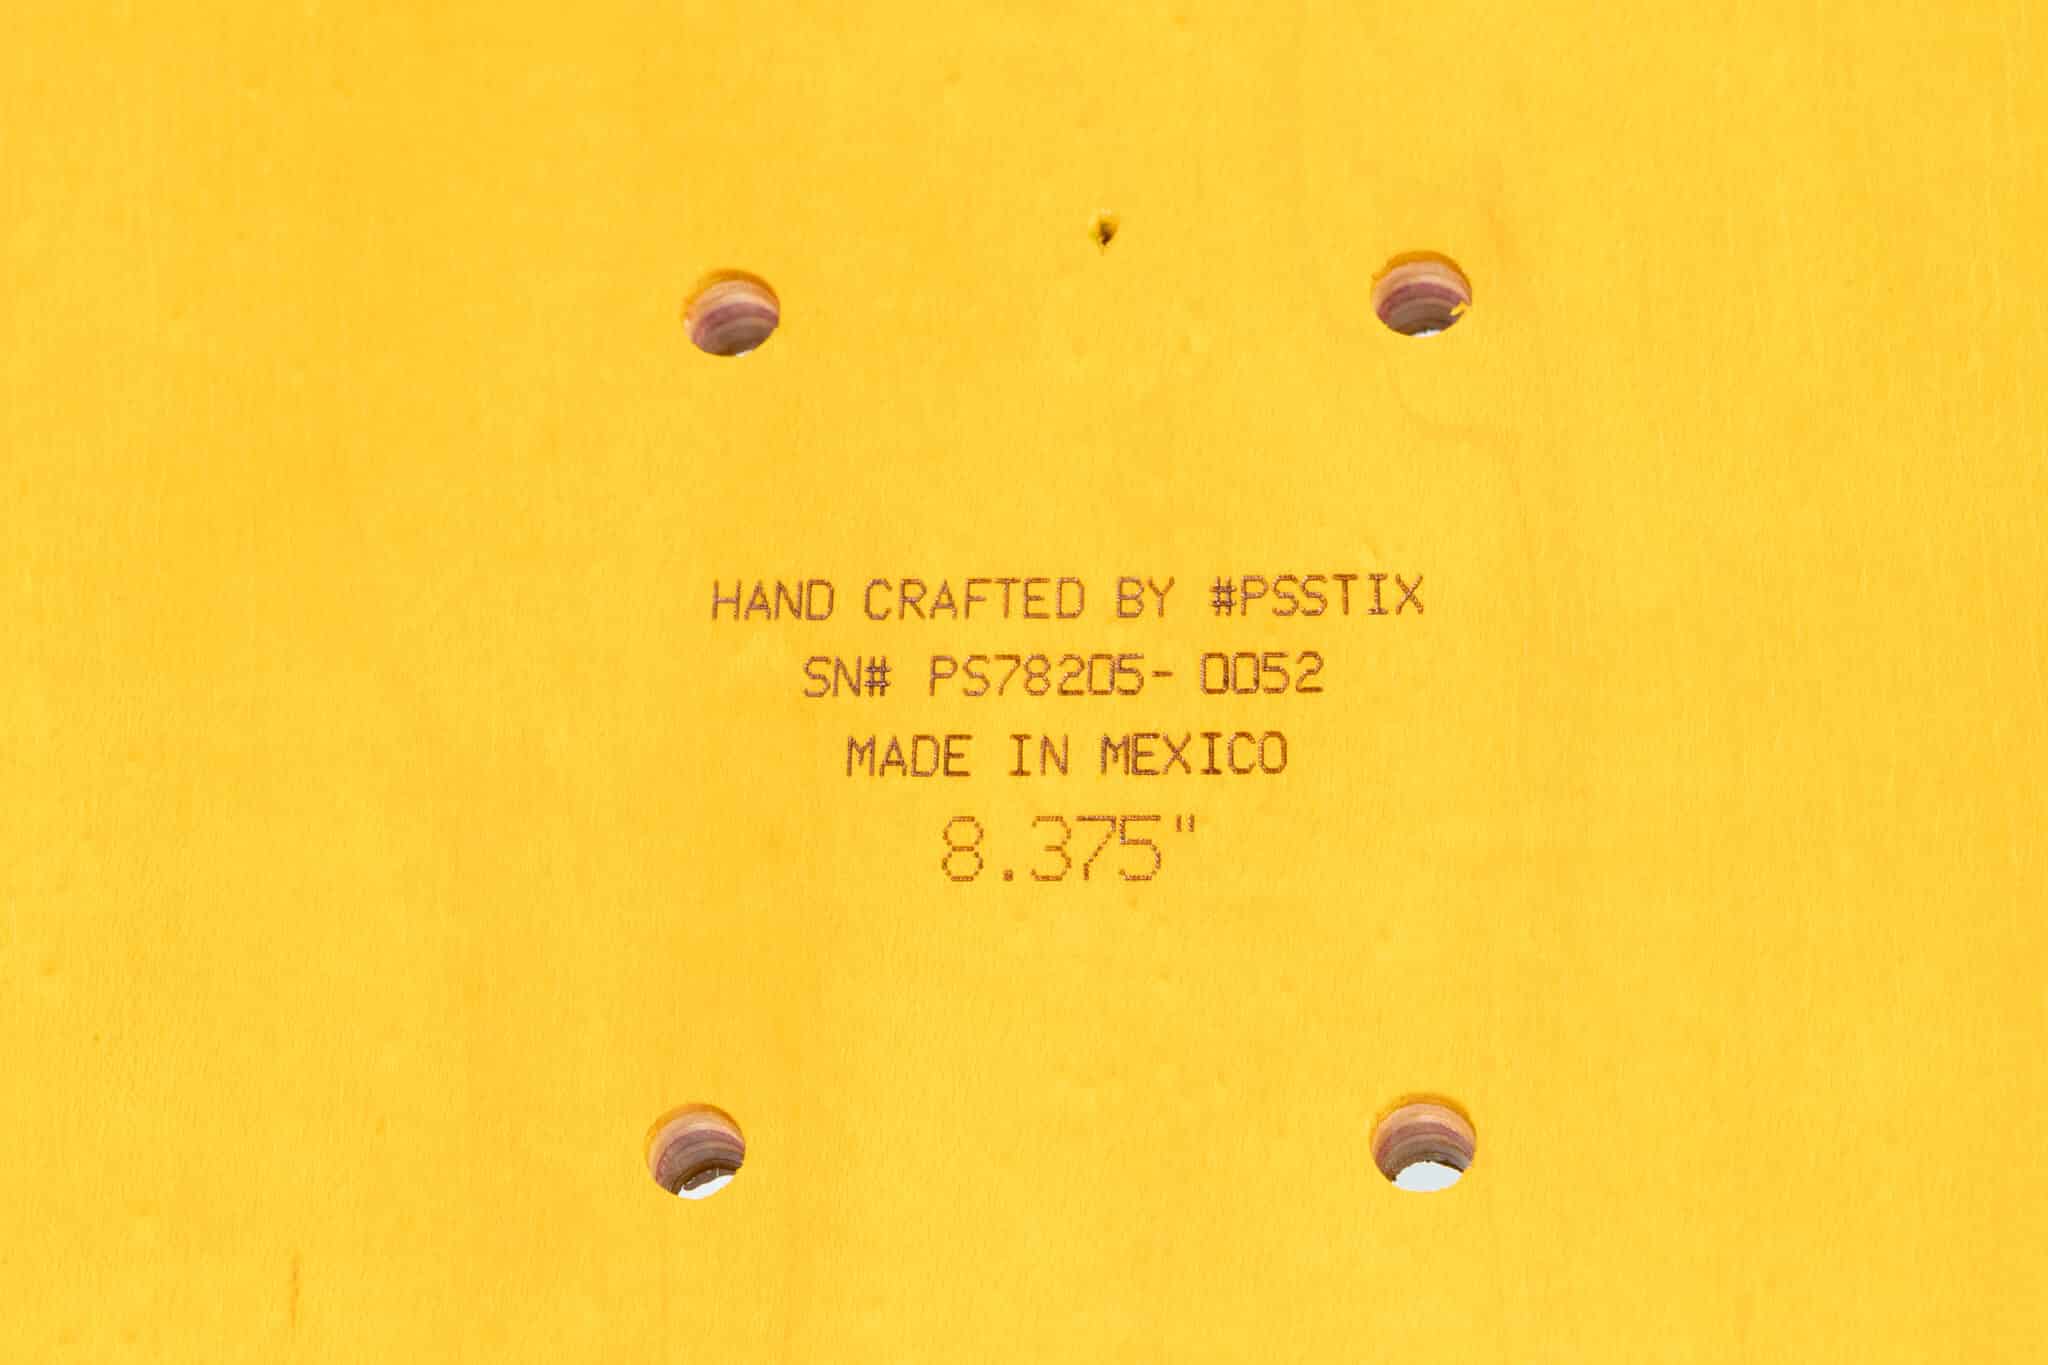 HAND CRAFTED BY #PSSTIX
SN# PS78205- 0052
MADE IN MEXICO
8.375"